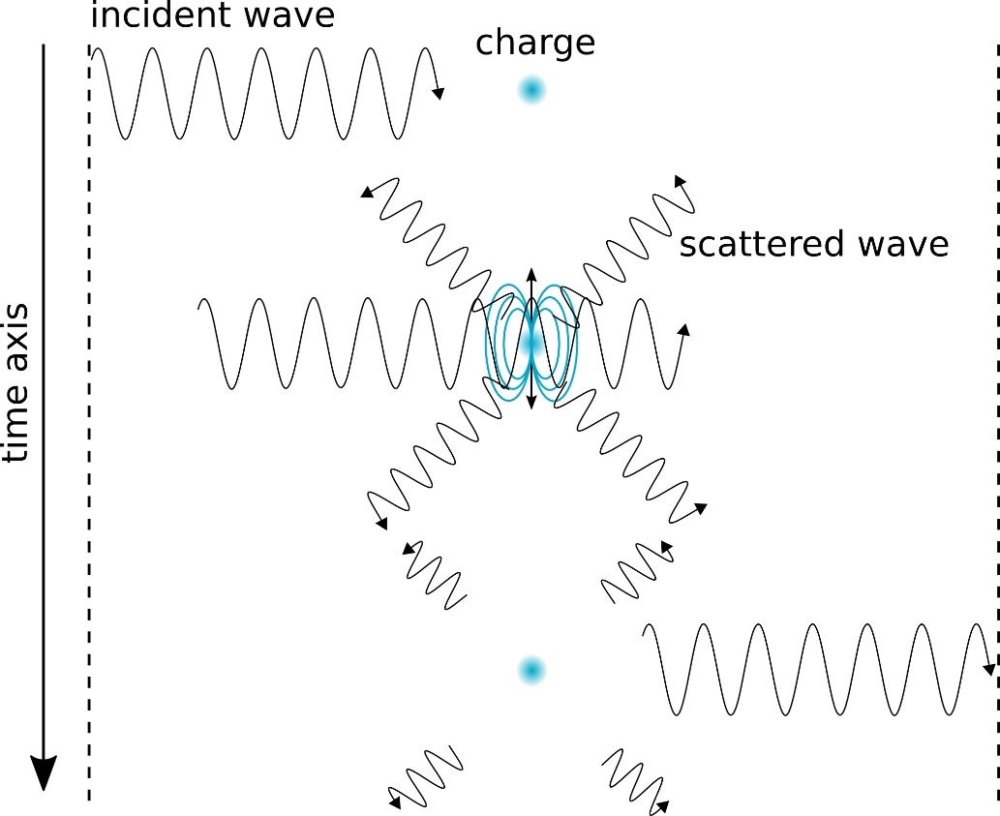 incident wave
charge
scattered wave
time axis